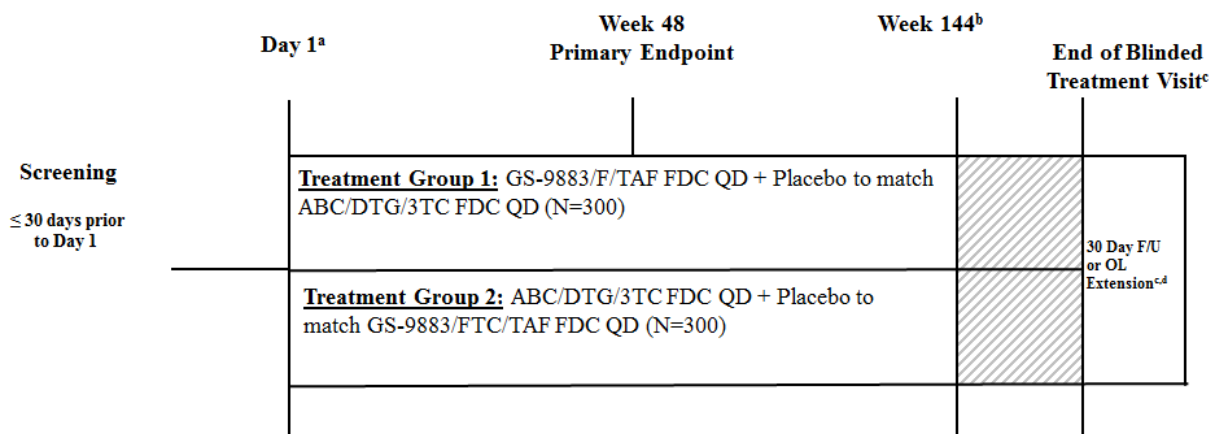 Week 48
Primary Endpoint
Week 144ᵇ
Day 1ᵃ
End of Blinded
Treatment Visitᶜ
Screening
≤ 30 days prior
to Day 1
Treatment Group 1: GS-9883/F/TAF FDC QD + Placebo to match
ABC/DTG/3TC FDC QD (N=300)
Treatment Group 2: ABC/DTG/3TC FDC QD + Placebo to
match GS-9883/FTC/TAF FDC QD (N=300)
30 Day F/U
or OL
Extensionᶜ,ᵈ